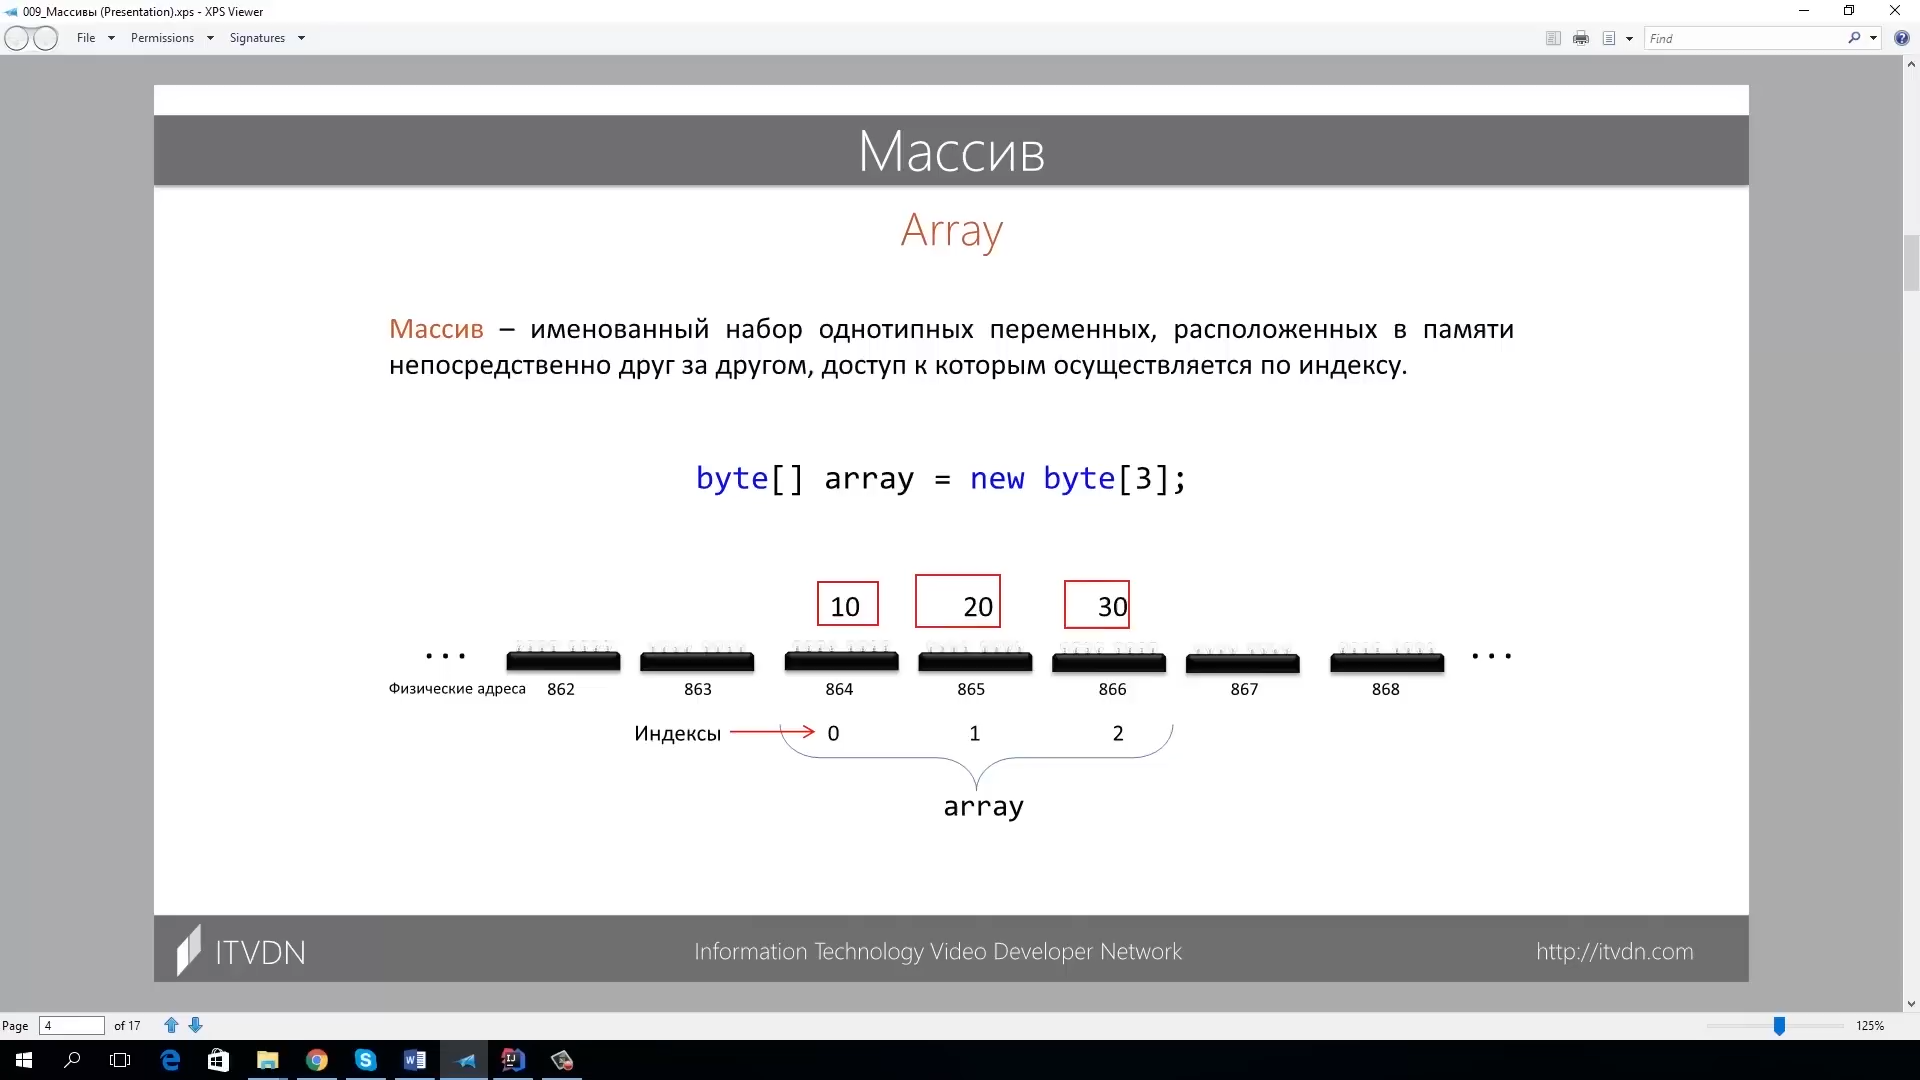 009_Массивы (Presentation).xps - XPS Viewer
File Permissions Signatures Find
Массив
Array
Массив – именованный набор однотипных переменных, расположенных в памяти
непосредственно друг за другом, доступ к которым осуществляется по индексу.
byte[] array = new byte[3];
10 20 30
... ...
Физические адреса 862 863 864 865 866 867 868
Индексы 0 1 2
array
ITVDN Information Technology Video Developer Network http://itvdn.com
Page 4 of 17 125%